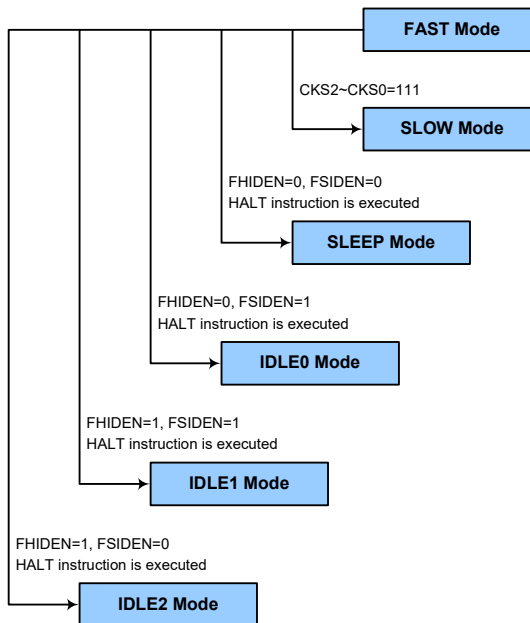 FAST Mode
CKS2~CKS0=111
SLOW Mode
FHIDEN=0, FSIDEN=0
HALT instruction is executed
SLEEP Mode
FHIDEN=0, FSIDEN=1
HALT instruction is executed
IDLE0 Mode
FHIDEN=1, FSIDEN=1
HALT instruction is executed
IDLE1 Mode
FHIDEN=1, FSIDEN=0
HALT instruction is executed
IDLE2 Mode